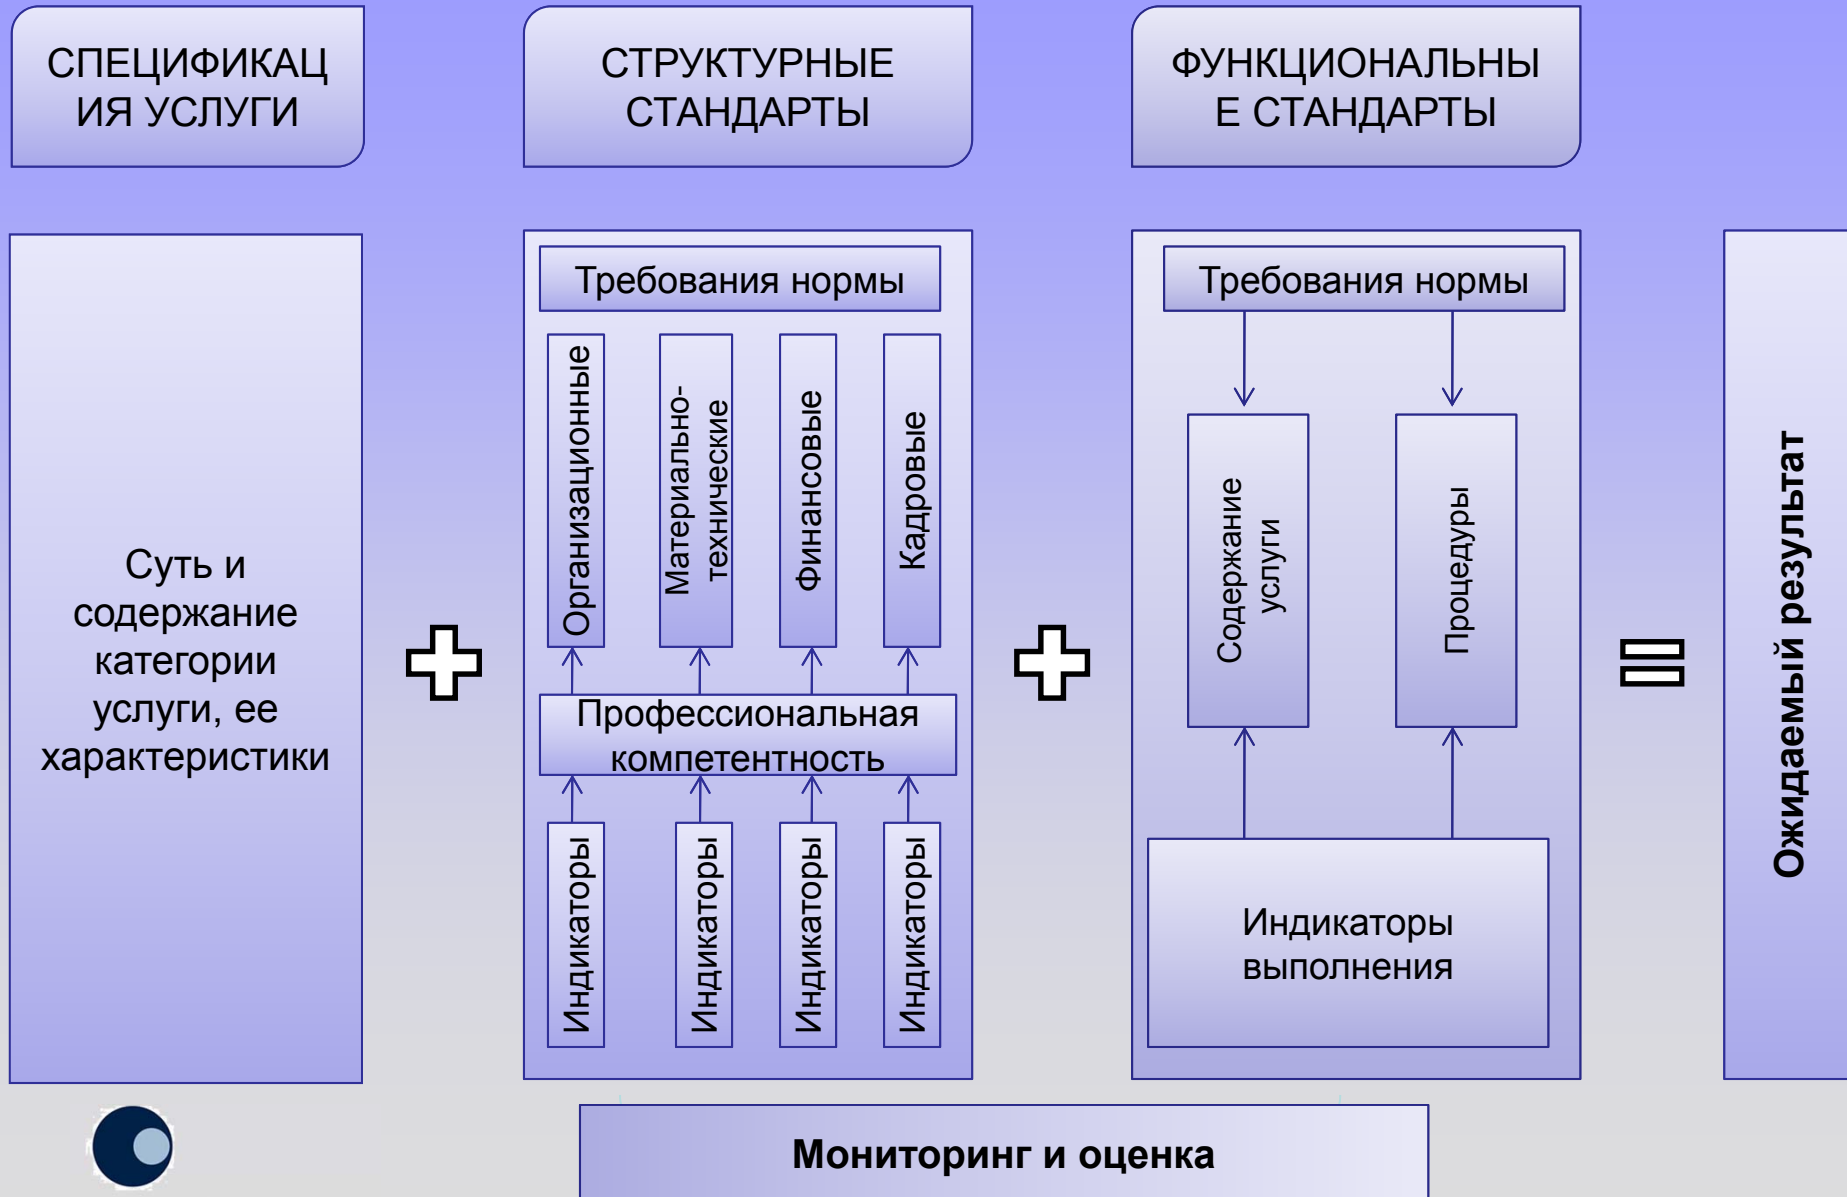 СПЕЦИФИКАЦ
ИЯ УСЛУГИ
СТРУКТУРНЫЕ
СТАНДАРТЫ
ФУНКЦИОНАЛЬНЫ
Е СТАНДАРТЫ
Суть и
содержание
категории
услуги, ее
характеристики
Требования нормы
Организационные
Материально-
технические
Финансовые
Кадровые
Профессиональная
компетентность
Индикаторы
Индикаторы
Индикаторы
Индикаторы
Требования нормы
Содержание
услуги
Процедуры
Индикаторы
выполнения
Ожидаемый результат
Мониторинг и оценка